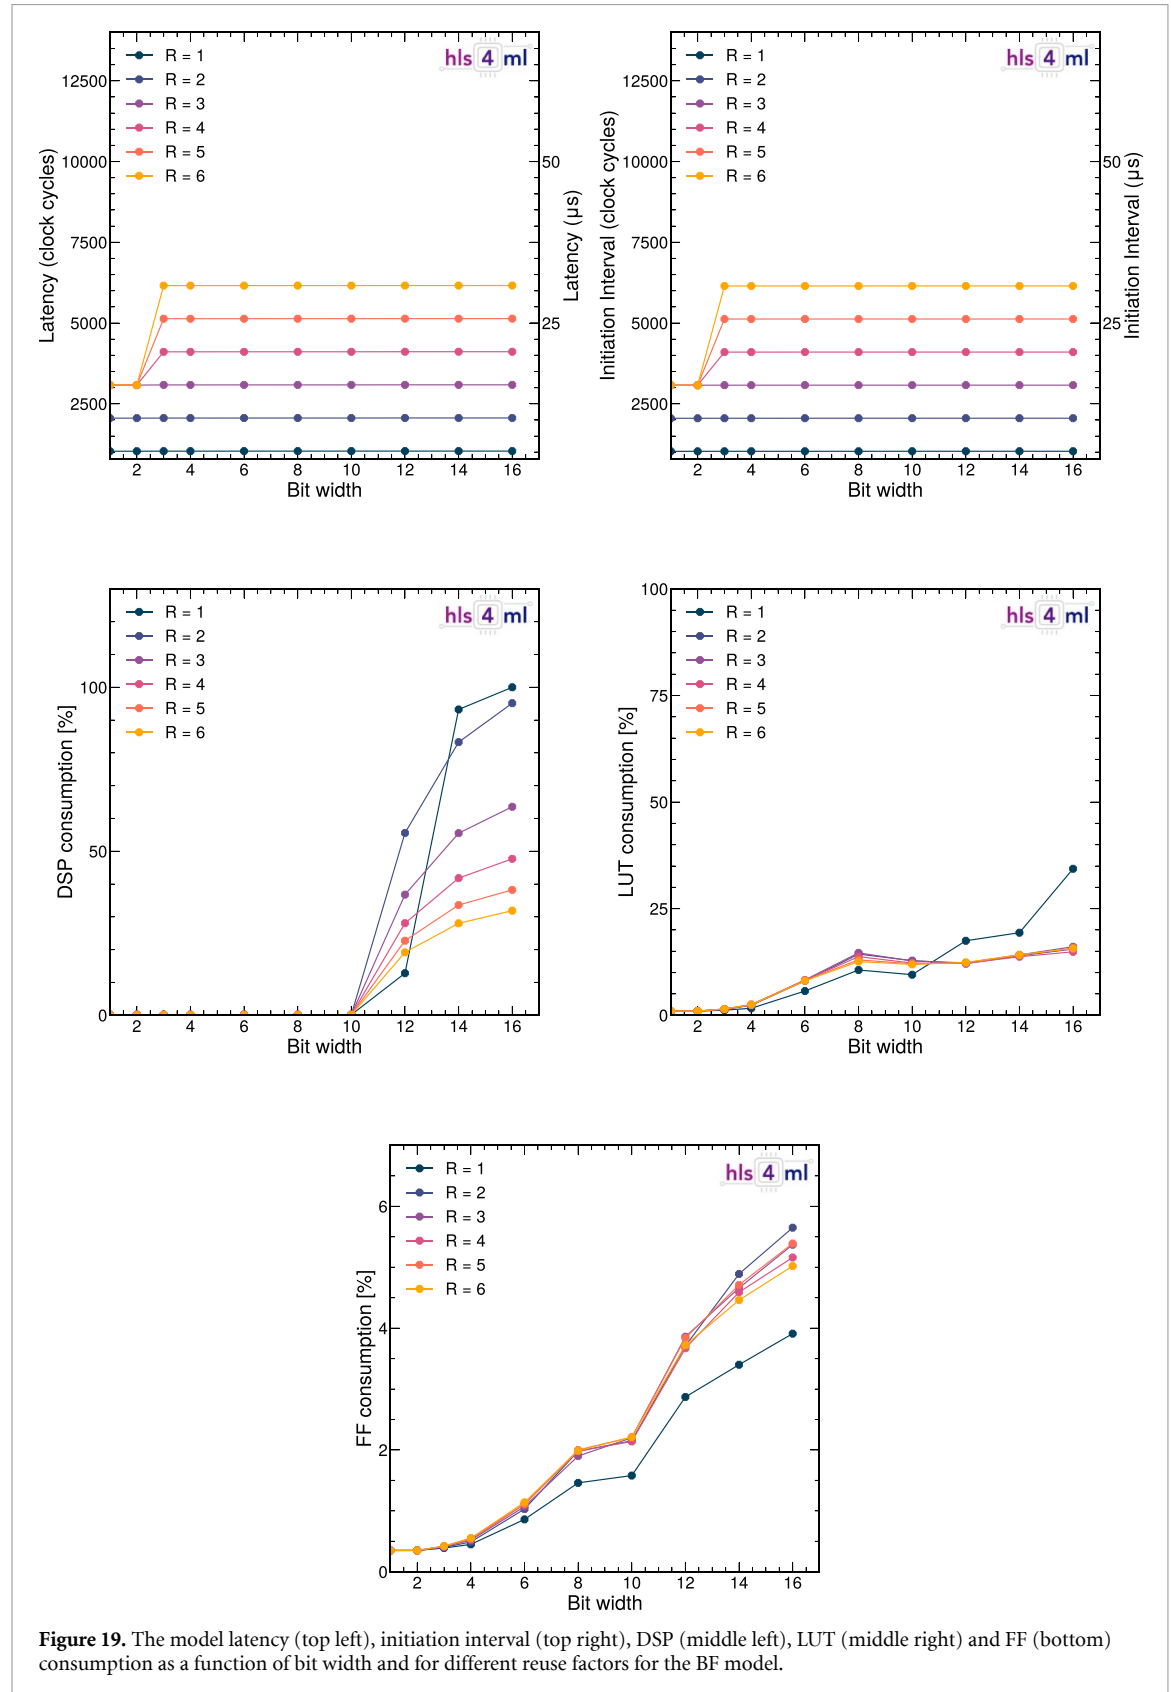 R = 1
R = 2
R = 3
R = 4
R = 5
R = 6
hls 4 ml
12500
10000
7500
5000
2500
50
25
2 4 6 8 10 12 14 16
Latency (clock cycles)
Latency (μs)
Bit width
R = 1
R = 2
R = 3
R = 4
R = 5
R = 6
hls 4 ml
12500
10000
7500
5000
2500
50
25
2 4 6 8 10 12 14 16
Initiation Interval (clock cycles)
Initiation Interval (μs)
Bit width
R = 1
R = 2
R = 3
R = 4
R = 5
R = 6
hls 4 ml
100
50
0
2 4 6 8 10 12 14 16
DSP consumption [%]
Bit width
R = 1
R = 2
R = 3
R = 4
R = 5
R = 6
hls 4 ml
100
75
50
25
0
2 4 6 8 10 12 14 16
LUT consumption [%]
Bit width
R = 1
R = 2
R = 3
R = 4
R = 5
R = 6
hls 4 ml
6
4
2
0
2 4 6 8 10 12 14 16
FF consumption [%]
Bit width
Figure 19. The model latency (top left), initiation interval (top right), DSP (middle left), LUT (middle right) and FF (bottom)
consumption as a function of bit width and for different reuse factors for the BF model.